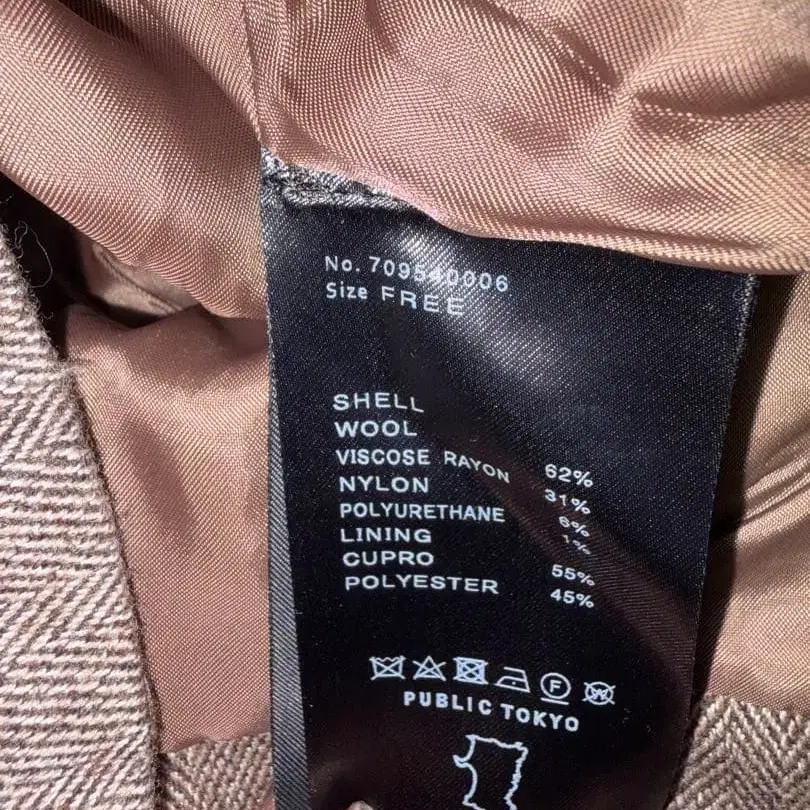 No. 709540006
Size FREE
SHELL
WOOL 62%
VISCOSE RAYON 31%
NYLON 6%
POLYURETHANE 1%
LINING
CUPRO 55%
POLYESTER 45%
F W
PUBLIC TOKYO